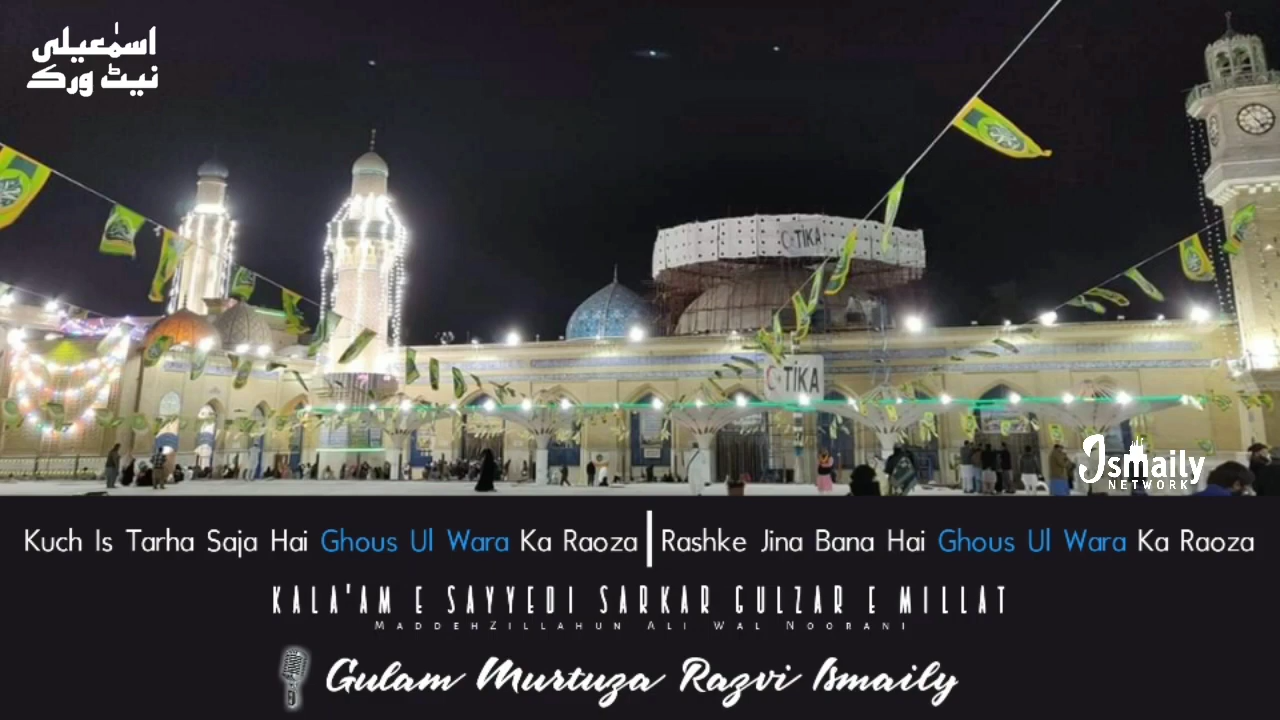 اسمٰعیلی
نیٹ ورک
C TIKA
C TIKA
Ismaily
NETWORK
Kuch Is Tarha Saja Hai Ghous Ul Wara Ka Raoza | Rashke Jina Bana Hai Ghous Ul Wara Ka Raoza
KALA'AM E SAYYEDI SARKAR GULZAR E MILLAT
MADDEHZILLAHUN ALI WAL NOORANI
Gulam Murtuza Razvi Ismaily